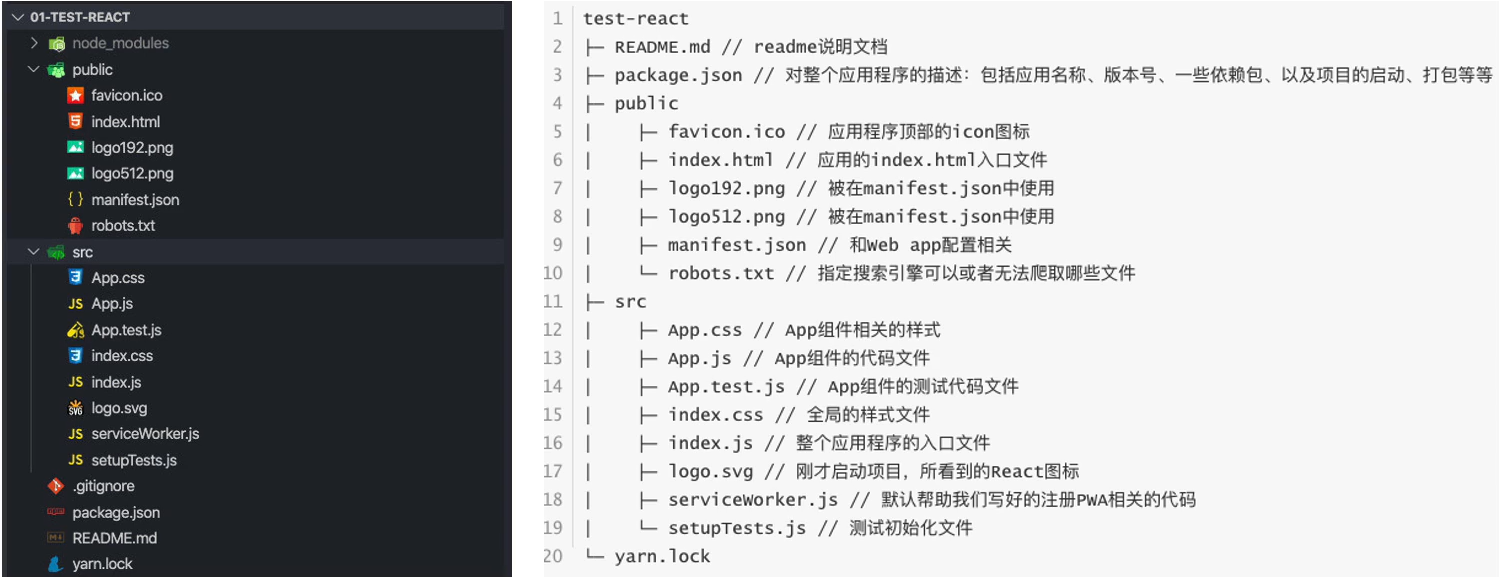 01-TEST-REACT
node_modules
public
favicon.ico
index.html
logo192.png
logo512.png
manifest.json
robots.txt
src
App.css
App.js
App.test.js
index.css
index.js
logo.svg
serviceWorker.js
setupTests.js
.gitignore
package.json
README.md
yarn.lock
1 test-react
2 ├─ README.md // readme说明文档
3 ├─ package.json // 对整个应用程序的描述：包括应用名称、版本号、一些依赖包、以及项目的启动、打包等等
4 ├─ public
5 │    ├─ favicon.ico // 应用程序顶部的icon图标
6 │    ├─ index.html // 应用的index.html入口文件
7 │    ├─ logo192.png // 被在manifest.json中使用
8 │    ├─ logo512.png // 被在manifest.json中使用
9 │    ├─ manifest.json // 和Web app配置相关
10 │    └─ robots.txt // 指定搜索引擎可以或者无法爬取哪些文件
11 ├─ src
12 │    ├─ App.css // App组件相关的样式
13 │    ├─ App.js // App组件的代码文件
14 │    ├─ App.test.js // App组件的测试代码文件
15 │    ├─ index.css // 全局的样式文件
16 │    ├─ index.js // 整个应用程序的入口文件
17 │    ├─ logo.svg // 刚才启动项目，所看到的React图标
18 │    ├─ serviceWorker.js // 默认帮助我们写好的注册PWA相关的代码
19 │    └─ setupTests.js // 测试初始化文件
20 └─ yarn.lock